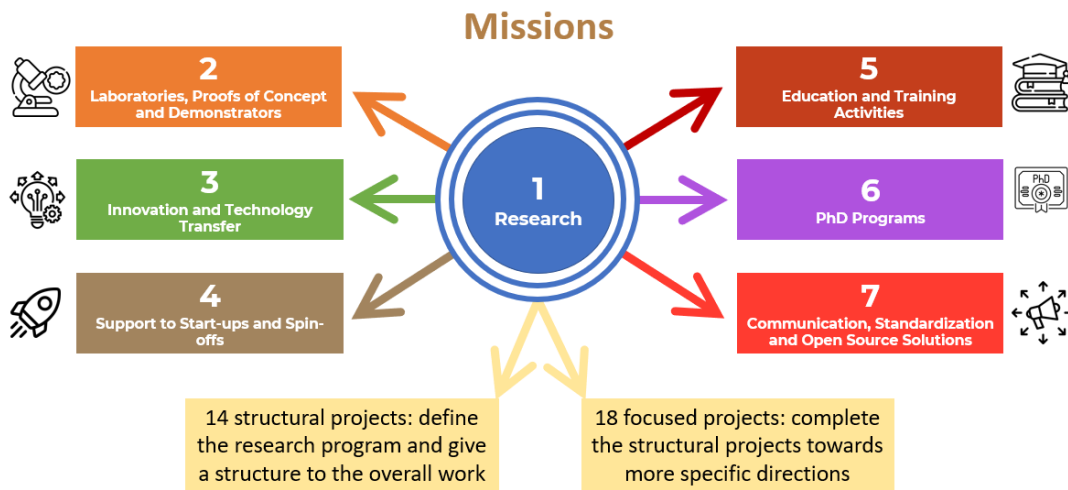 Missions
2
Laboratories, Proofs of Concept
and Demonstrators
3
Innovation and Technology
Transfer
4
Support to Start-ups and Spin-
offs
1
Research
5
Education and Training
Activities
6
PhD Programs
PhD
7
Communication, Standardization
and Open Source Solutions
14 structural projects: define
the research program and give
a structure to the overall work
18 focused projects: complete
the structural projects towards
more specific directions